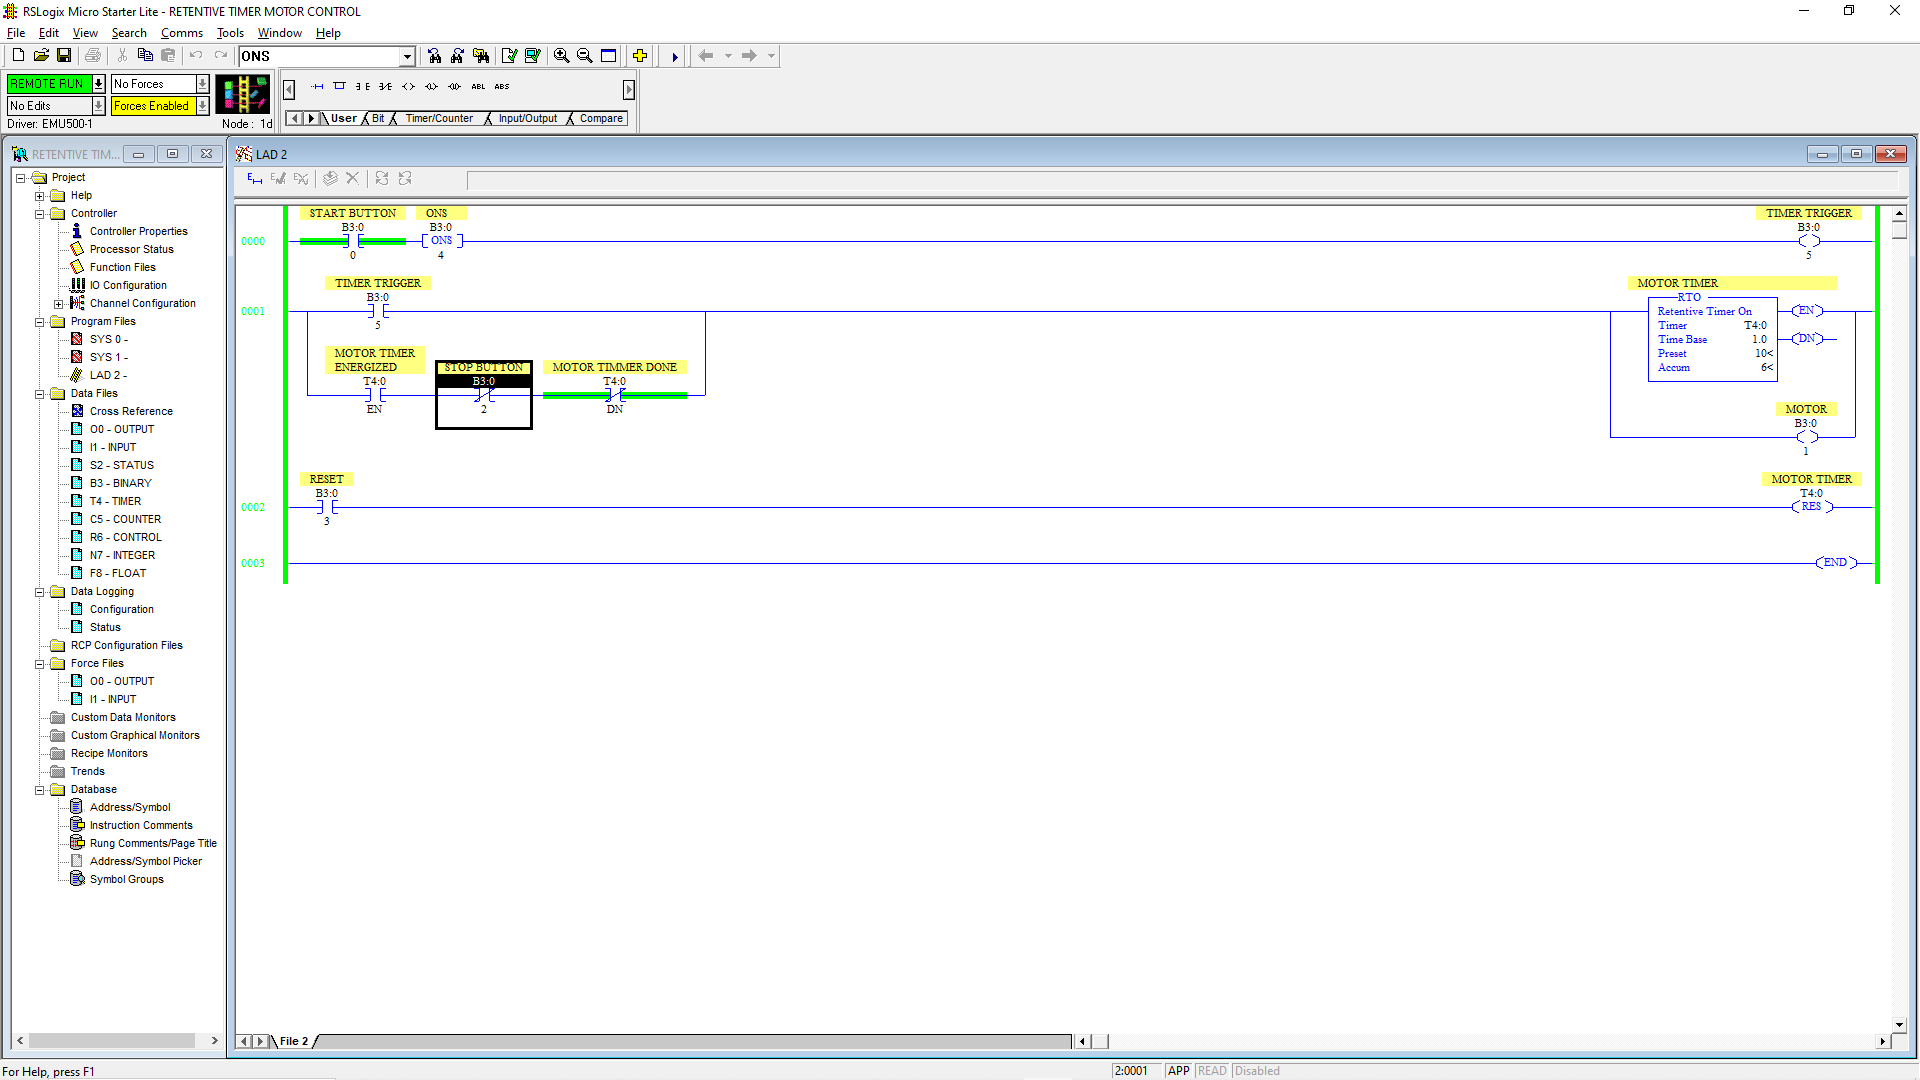 RSLogix Micro Starter Lite - RETENTIVE TIMER MOTOR CONTROL
File Edit View Search Comms Tools Window Help
ONS
REMOTE RUN No Forces
No Edits Forces Enabled
Driver: EMU500-1 Node : 1d
ABL ABS
User Bit Timer/Counter Input/Output Compare
RETENTIVE TIM...
Project
Help
Controller
Controller Properties
Processor Status
Function Files
IO Configuration
Channel Configuration
Program Files
SYS 0 -
SYS 1 -
LAD 2 -
Data Files
Cross Reference
O0 - OUTPUT
I1 - INPUT
S2 - STATUS
B3 - BINARY
T4 - TIMER
C5 - COUNTER
R6 - CONTROL
N7 - INTEGER
F8 - FLOAT
Data Logging
Configuration
Status
RCP Configuration Files
Force Files
O0 - OUTPUT
I1 - INPUT
Custom Data Monitors
Custom Graphical Monitors
Recipe Monitors
Trends
Database
Address/Symbol
Instruction Comments
Rung Comments/Page Title
Address/Symbol Picker
Symbol Groups
LAD 2
START BUTTON ONS TIMER TRIGGER
B3:0 B3:0 B3:0
0000 ONS
0 4 5
TIMER TRIGGER MOTOR TIMER
B3:0 RTO
0001 Retentive Timer On EN
5 Timer T4:0
Time Base 1.0 DN
Preset 10<
Accum 6<
MOTOR TIMER
ENERGIZED STOP BUTTON MOTOR TIMMER DONE
T4:0 B3:0 T4:0
EN 2 DN
MOTOR
B3:0
1
RESET MOTOR TIMER
B3:0 T4:0
0002 RES
3
0003 END
File 2
For Help, press F1 2:0001 APP READ Disabled